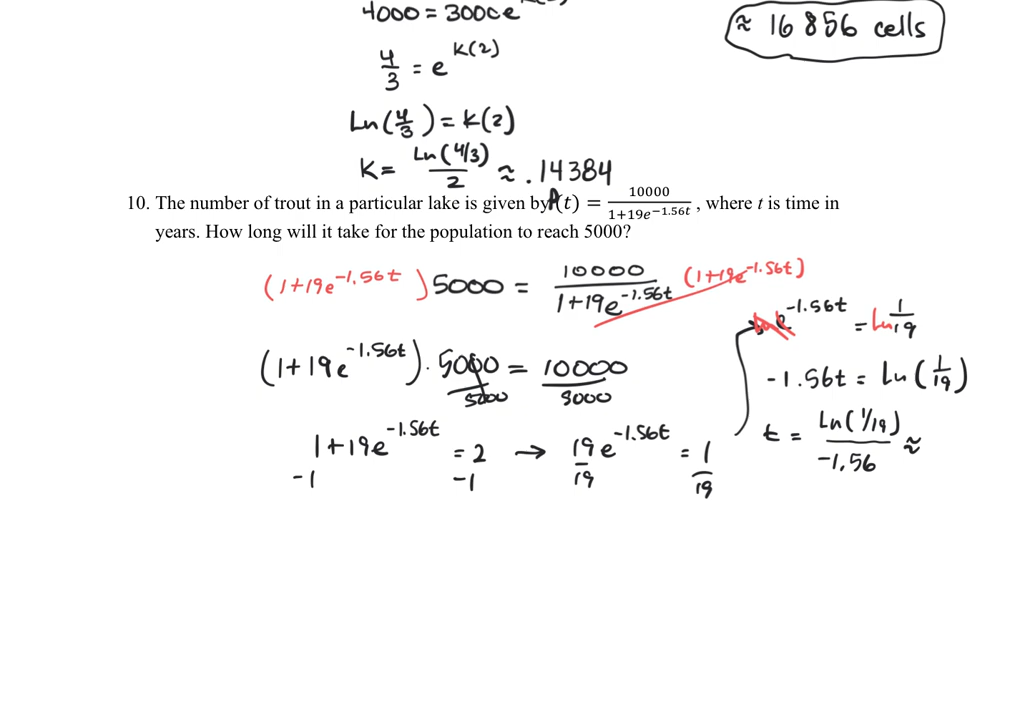 4000 = 3000e
≈ 16 856 cells
4/3 = e^K(2)
Ln(4/3) = K(2)
K = Ln(4/3)/2 ≈ .14384
10. The number of trout in a particular lake is given by A(t) = 10000/(1+19e^−1.56t) , where t is time in
years. How long will it take for the population to reach 5000?
(1+19e^-1.56t) 5000 = 10000/(1+19e^-1.56t) (1+19e^-1.56t)
(1+19e^-1.56t) · 5000/5000 = 10000/5000
1+19e^-1.56t = 2 → 19e^-1.56t/19 = 1/19
-1 -1
Ln e^-1.56t = Ln 1/19
-1.56t = Ln(1/19)
t = Ln(1/19)/-1.56 ≈